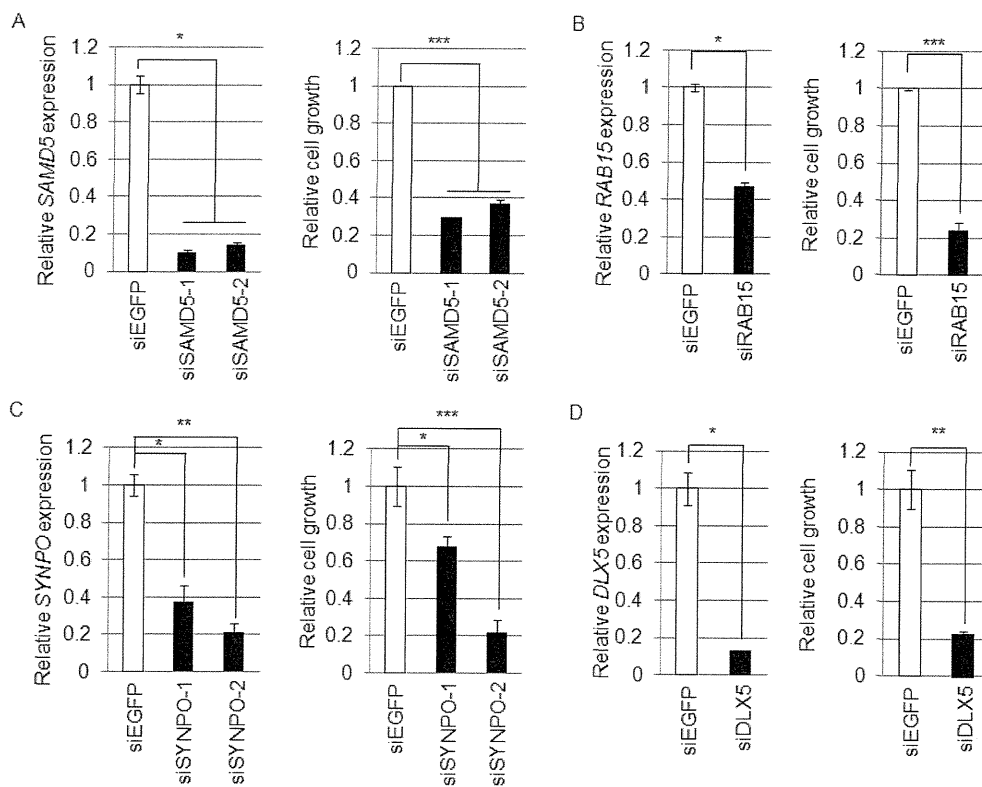 A
Relative SAMD5 expression
1.2
1
0.8
0.6
0.4
0.2
0
*
siEGFP
siSAMD5-1
siSAMD5-2
Relative cell growth
1.2
1
0.8
0.6
0.4
0.2
0
***
siEGFP
siSAMD5-1
siSAMD5-2
B
Relative RAB15 expression
1.2
1
0.8
0.6
0.4
0.2
0
*
siEGFP
siRAB15
Relative cell growth
1.2
1
0.8
0.6
0.4
0.2
0
***
siEGFP
siRAB15
C
Relative SYNPO expression
1.2
1
0.8
0.6
0.4
0.2
0
**
*
siEGFP
siSYNPO-1
siSYNPO-2
Relative cell growth
1.2
1
0.8
0.6
0.4
0.2
0
***
*
siEGFP
siSYNPO-1
siSYNPO-2
D
Relative DLX5 expression
1.2
1
0.8
0.6
0.4
0.2
0
*
siEGFP
siDLX5
Relative cell growth
1.2
1
0.8
0.6
0.4
0.2
0
**
siEGFP
siDLX5